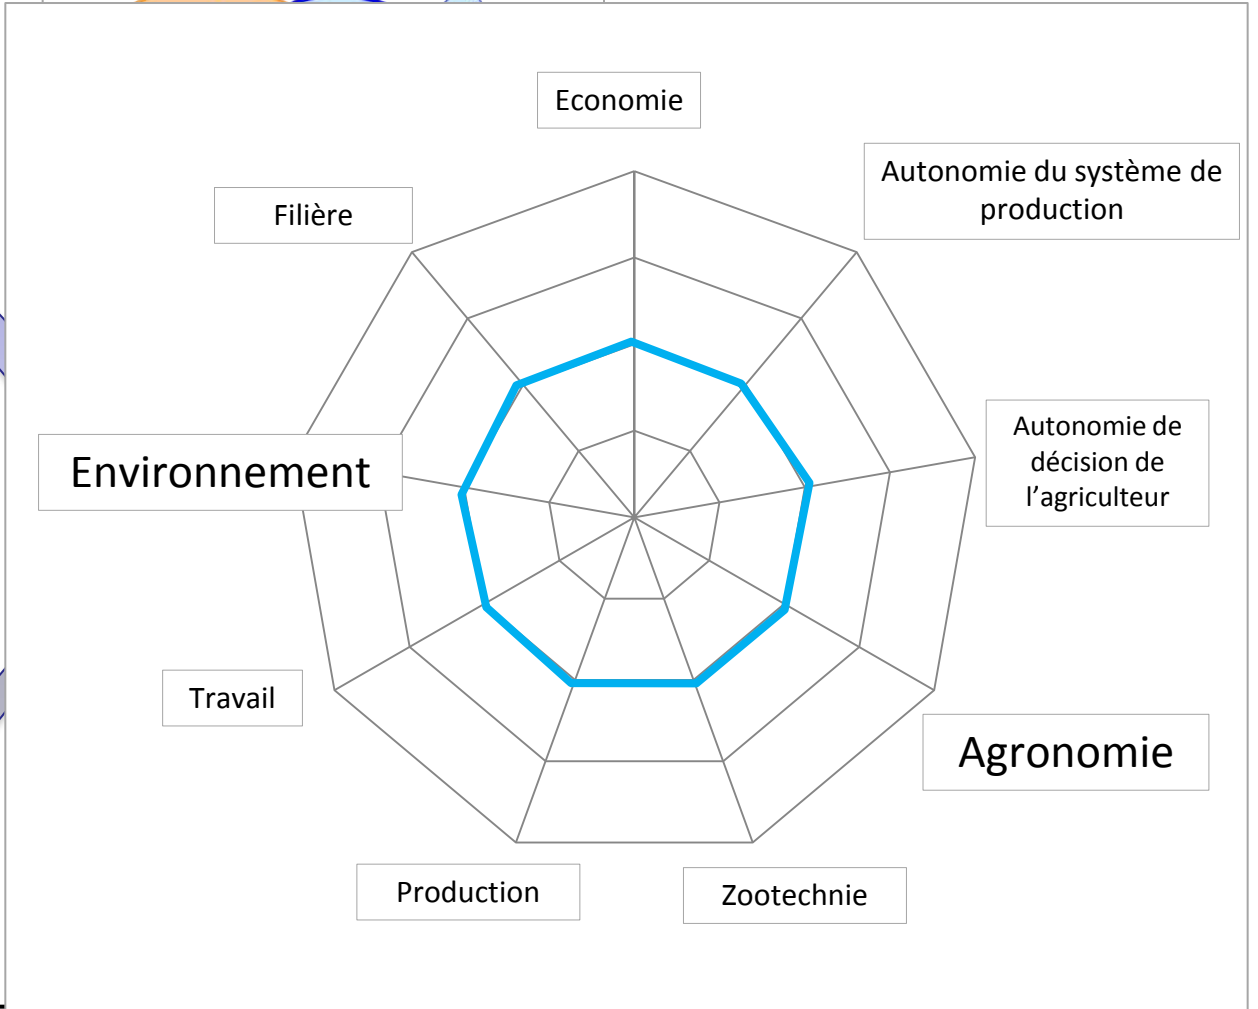 Economie
Autonomie du système de
production
Filière
Autonomie de
décision de
l’agriculteur
Environnement
Travail
Agronomie
Production
Zootechnie